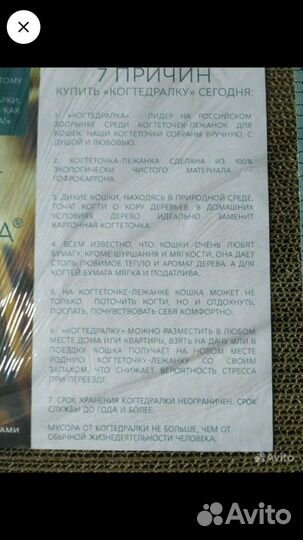 7 ПРИЧИН
КУПИТЬ «КОГТЕДРАЛКУ» СЕГОДНЯ:
1. «КОГТЕДРАЛКА» - ЛИДЕР НА РОССИЙСКОМ
ЗООРЫНКЕ СРЕДИ КОГТЕТОЧЕК-ЛЕЖАНОК ДЛЯ
КОШЕК. НАШИ КОГТЕТОЧКИ СОБРАНЫ ВРУЧНУЮ, С
ДУШОЙ И ЛЮБОВЬЮ.
2. КОГТЕТОЧКА-ЛЕЖАНКА СДЕЛАНА ИЗ 100%
ЭКОЛОГИЧЕСКИ ЧИСТОГО МАТЕРИАЛА -
ГОФРОКАРТОНА.
3. ДИКИЕ КОШКИ, НАХОДЯСЬ В ПРИРОДНОЙ СРЕДЕ,
ТОЧАТ КОГТИ О КОРУ ДЕРЕВЬЕВ. В ДОМАШНИХ
УСЛОВИЯХ ДЕРЕВО ИДЕАЛЬНО ЗАМЕНИТ
КАРТОННАЯ КОГТЕТОЧКА.
4. ВСЕМ ИЗВЕСТНО, ЧТО КОШКИ ОЧЕНЬ ЛЮБЯТ
БУМАГУ. КРОМЕ ШУРШАНИЯ И МЯГКОСТИ, ОНА ДАЁТ
СТОЛЬ ЛЮБИМОЕ ТЕПЛО И АРОМАТ ДЕРЕВА, А ДЛЯ
КОГТЕЙ БУМАГА МЯГКА И ПОДАТЛИВА.
5. НА КОГТЕТОЧКЕ-ЛЕЖАНКЕ КОШКА МОЖЕТ НЕ
ТОЛЬКО ПОТОЧИТЬ КОГТИ, НО И ОТДОХНУТЬ,
ПОСПАТЬ, ПОЧУВСТВОВАТЬ СЕБЯ КОМФОРТНО.
6. «КОГТЕДРАЛКУ» МОЖНО РАЗМЕСТИТЬ В ЛЮБОМ
МЕСТЕ ДОМА ИЛИ КВАРТИРЫ, ВЗЯТЬ НА ДАЧУ ИЛИ В
ПОЕЗДКУ. КОШКА ПОЛУЧАЕТ НА НОВОМ МЕСТЕ
РОДНУЮ КОГТЕТОЧКУ-ЛЕЖАНКУ СО СВОИМ
ЗАПАХОМ, ЧТО СНИЖАЕТ ВЕРОЯТНОСТЬ СТРЕССА
ПРИ ПЕРЕЕЗДЕ.
7. СРОК ХРАНЕНИЯ КОГТЕДРАЛКИ НЕОГРАНИЧЕН. СРОК
СЛУЖБЫ ДО ГОДА И БОЛЕЕ.
МУСОРА ОТ КОГТЕДРАЛКИ НЕ БОЛЬШЕ, ЧЕМ ОТ
ОБЫЧНОЙ ЖИЗНЕДЕЯТЕЛЬНОСТИ ЧЕЛОВЕКА.
Avito
Avito